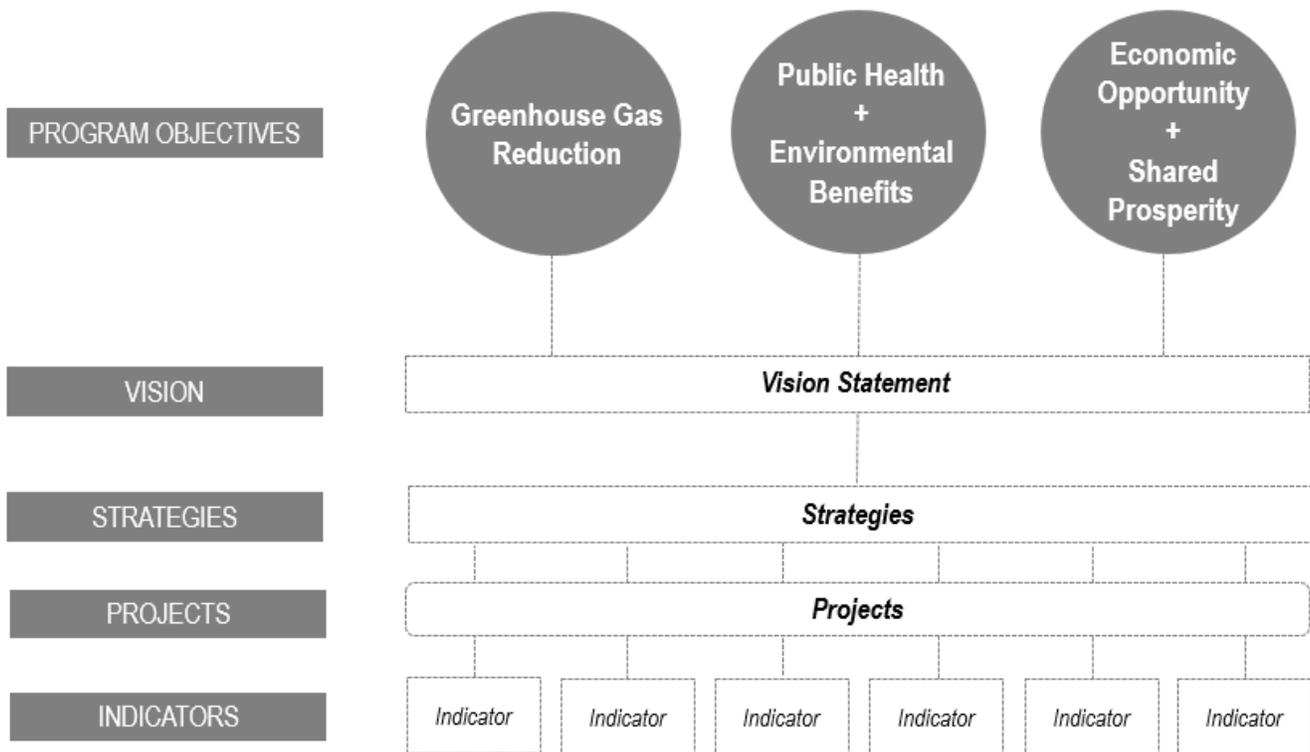 PROGRAM OBJECTIVES
Greenhouse Gas
Reduction
Public Health
+
Environmental
Benefits
Economic
Opportunity
+
Shared
Prosperity
VISION
Vision Statement
STRATEGIES
Strategies
PROJECTS
Projects
INDICATORS
Indicator
Indicator
Indicator
Indicator
Indicator
Indicator